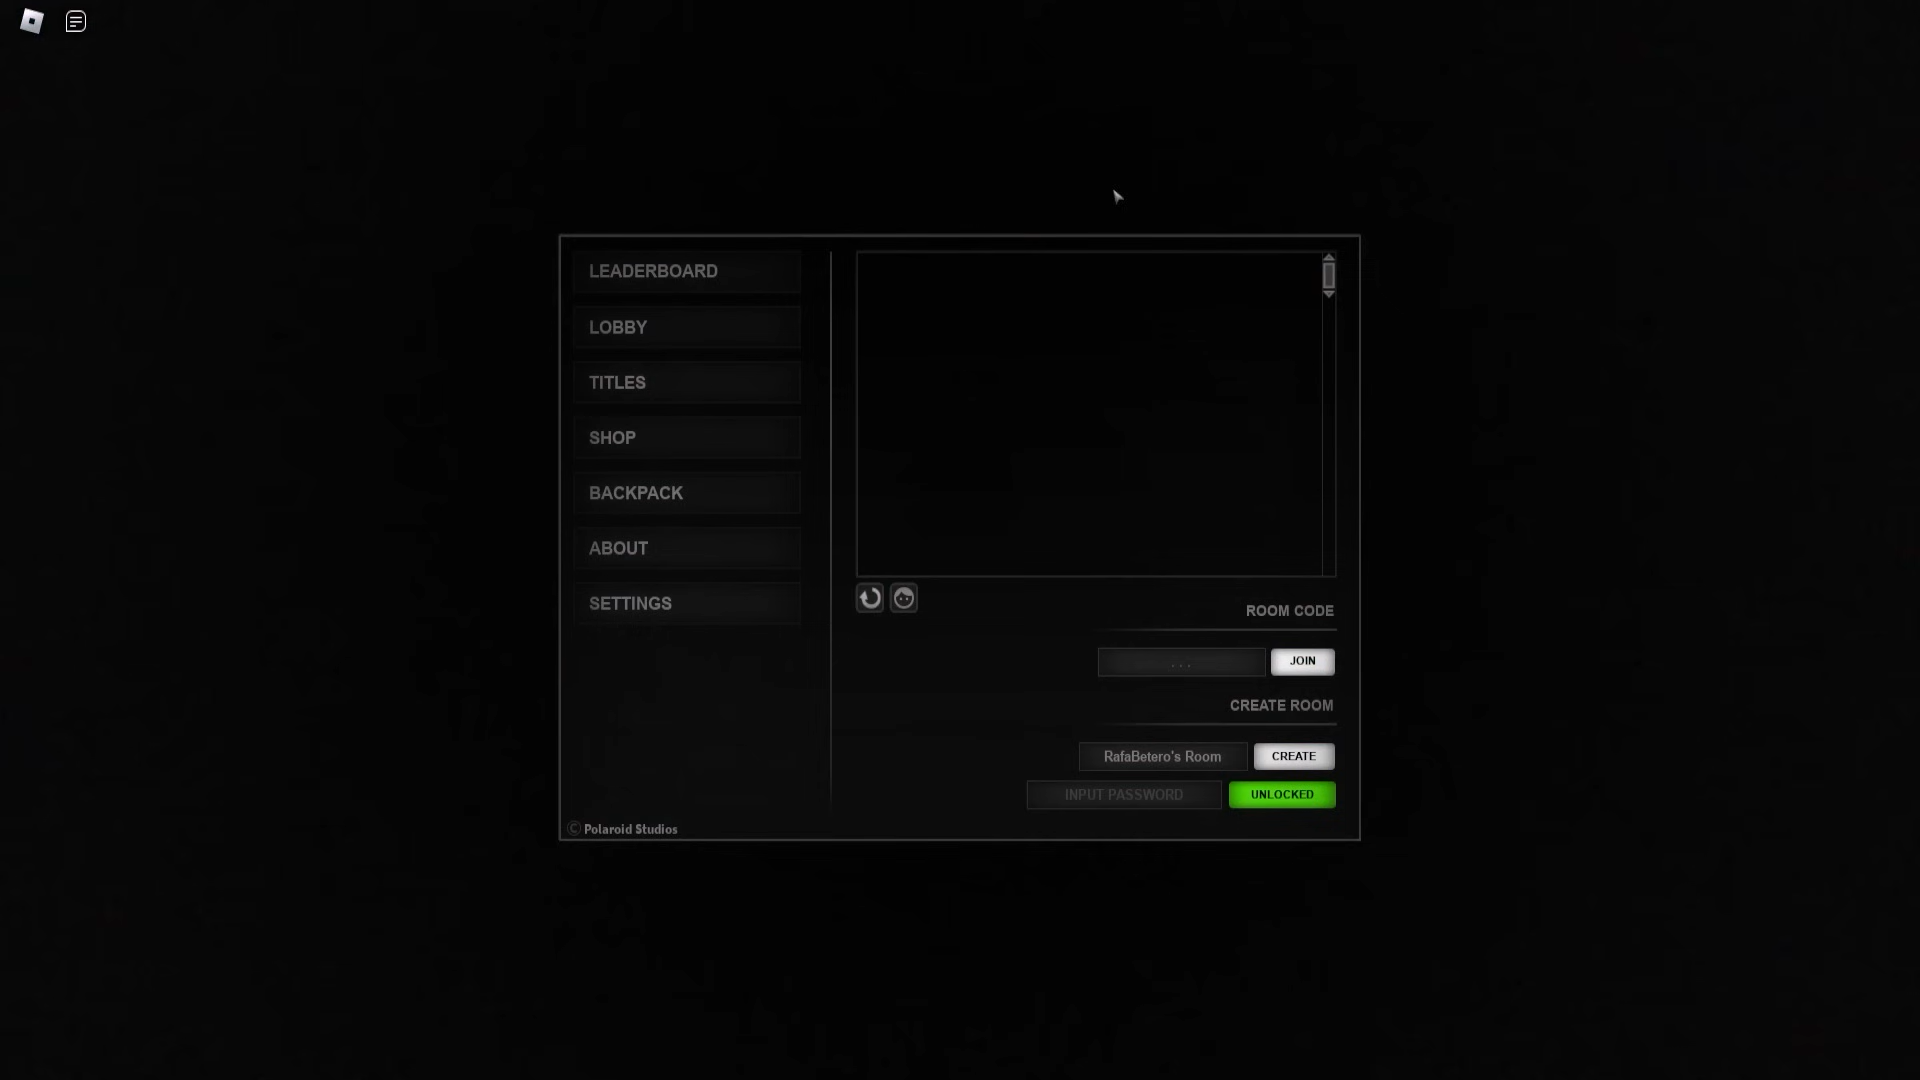 LEADERBOARD
LOBBY
TITLES
SHOP
BACKPACK
ABOUT
SETTINGS
ROOM CODE
...
JOIN
CREATE ROOM
RafaBetero's Room
CREATE
INPUT PASSWORD
UNLOCKED
© Polaroid Studios